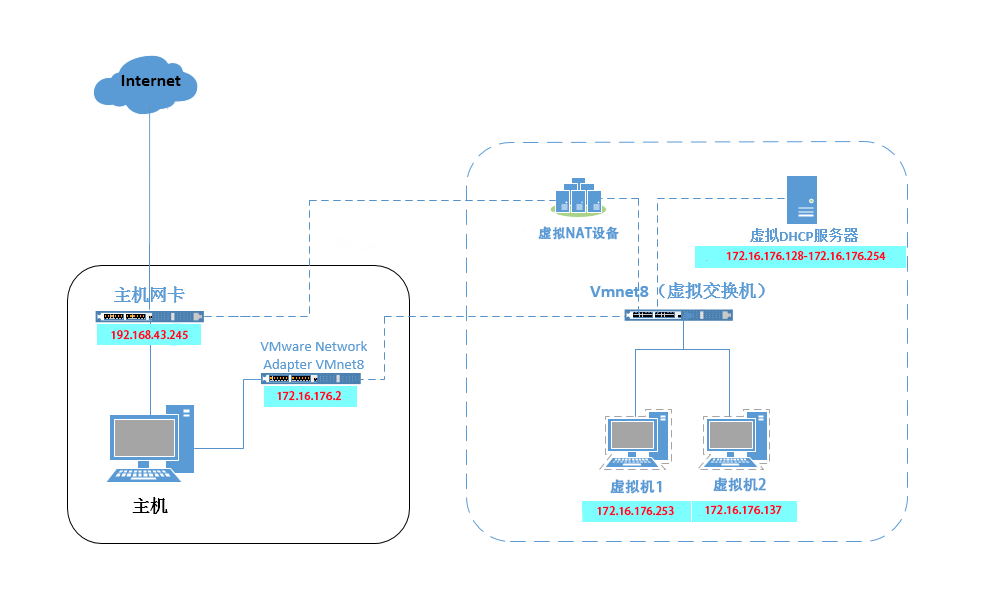 Internet
虚拟NAT设备
虚拟DHCP服务器
172.16.176.128-172.16.176.254
Vmnet8（虚拟交换机）
主机网卡
192.168.43.245
VMware Network
Adapter VMnet8
172.16.176.2
主机
虚拟机1
172.16.176.253
虚拟机2
172.16.176.137